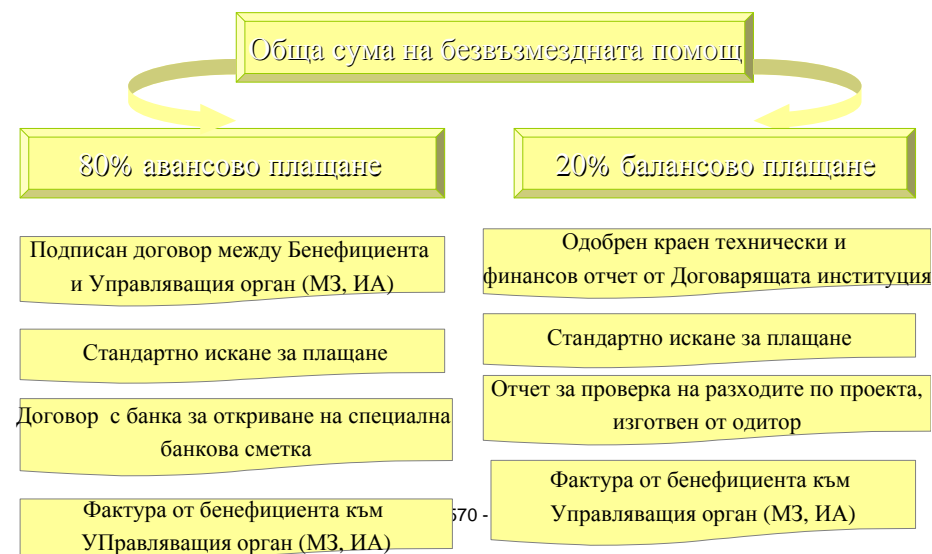 Обща сума на безвъзмездната помощ
80% авансово плащане
Подписан договор между Бенефициента
и Управляващия орган (МЗ, ИА)
Стандартно искане за плащане
Договор с банка за откриване на специална
банкова сметка
Фактура от бенефициента към
УПравляващия орган (МЗ, ИА)
20% балансово плащане
Одобрен краен технически и
финансов отчет от Договарящата институция
Стандартно искане за плащане
Отчет за проверка на разходите по проекта,
изготвен от одитор
Фактура от бенефициента към
Управляващия орган (МЗ, ИА)
570 -